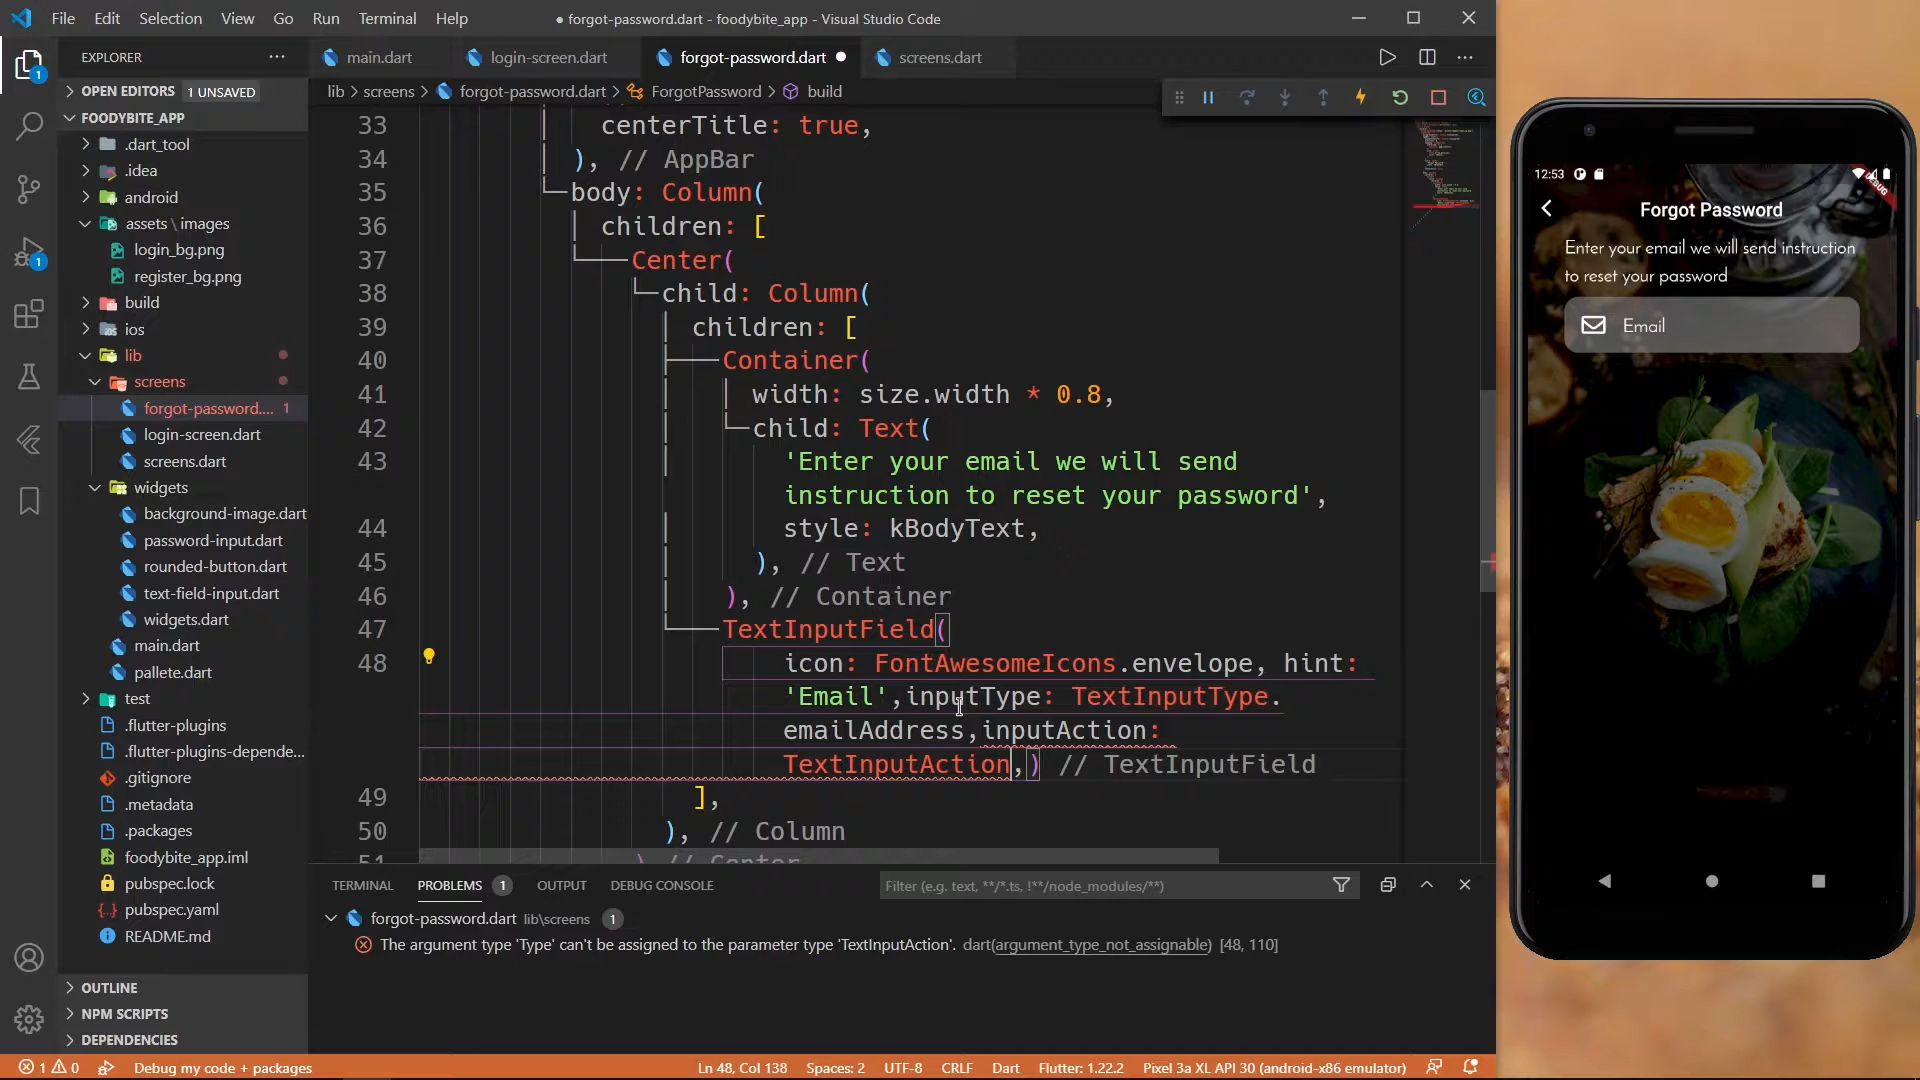 File Edit Selection View Go Run Terminal Help
● forgot-password.dart - foodybite_app - Visual Studio Code
EXPLORER
main.dart
login-screen.dart
forgot-password.dart
screens.dart
OPEN EDITORS 1 UNSAVED
lib > screens > forgot-password.dart > ForgotPassword > build
FOODYBITE_APP
.dart_tool
.idea
android
assets \ images
login_bg.png
register_bg.png
build
ios
lib
screens
forgot-password.... 1
login-screen.dart
screens.dart
widgets
background-image.dart
password-input.dart
rounded-button.dart
text-field-input.dart
widgets.dart
main.dart
pallete.dart
test
.flutter-plugins
.flutter-plugins-depende...
.gitignore
.metadata
.packages
foodybite_app.iml
pubspec.lock
pubspec.yaml
README.md
OUTLINE
NPM SCRIPTS
DEPENDENCIES
33 centerTitle: true,
34 ), // AppBar
35 body: Column(
36 children: [
37 Center(
38 child: Column(
39 children: [
40 Container(
41 width: size.width * 0.8,
42 child: Text(
43 'Enter your email we will send
instruction to reset your password',
44 style: kBodyText,
45 ), // Text
46 ), // Container
47 TextInputField(
48 icon: FontAwesomeIcons.envelope, hint:
'Email',inputType: TextInputType.
emailAddress,inputAction:
TextInputAction,) // TextInputField
49 ],
50 ), // Column
51 ) // Center
TERMINAL PROBLEMS 1 OUTPUT DEBUG CONSOLE
Filter (e.g. text, **/*.ts, !**/node_modules/**)
forgot-password.dart lib\screens 1
The argument type 'Type' can't be assigned to the parameter type 'TextInputAction'. dart(argument_type_not_assignable) [48, 110]
1 0 Debug my code + packages
Ln 48, Col 138 Spaces: 2 UTF-8 CRLF Dart Flutter: 1.22.2 Pixel 3a XL API 30 (android-x86 emulator)
12:53
DEBUG
Forgot Password
Enter your email we will send instruction
to reset your password
Email